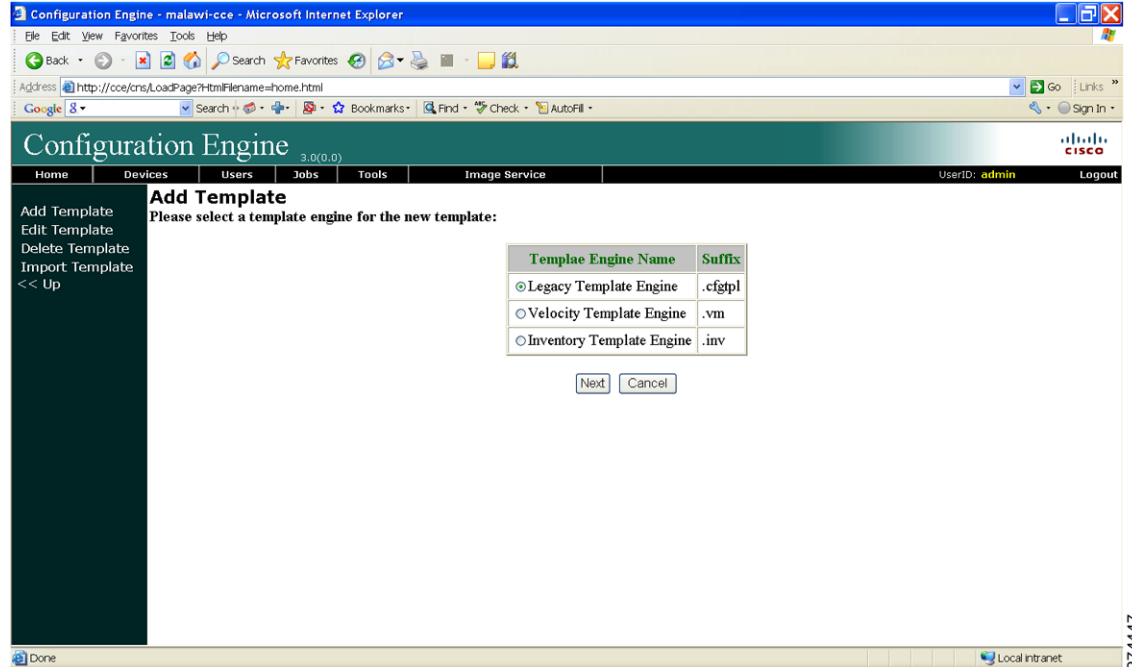 Configuration Engine - malawi-cce - Microsoft Internet Explorer
File Edit View Favorites Tools Help
Back Search Favorites
Address http://cce/cns/LoadPage?HtmlFilename=home.html Go Links »
Google Search Bookmarks Find Check AutoFill Sign In
Configuration Engine 3.0(0.0)
CISCO
Home Devices Users Jobs Tools Image Service UserID: admin Logout
Add Template
Edit Template
Delete Template
Import Template
<< Up
Add Template
Please select a template engine for the new template:
Templae Engine Name Suffix
Legacy Template Engine .cfgtpl
Velocity Template Engine .vm
Inventory Template Engine .inv
Next Cancel
Done Local intranet